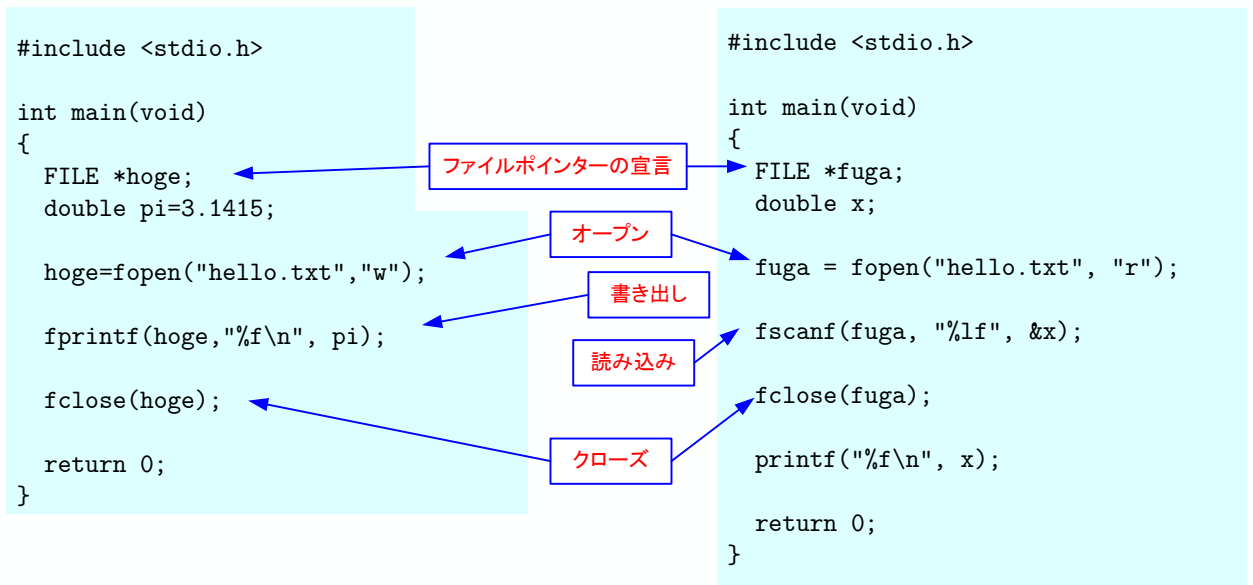 #include <stdio.h>
int main(void)
{
FILE *hoge;
double pi=3.1415;
hoge=fopen("hello.txt","w");
fprintf(hoge,"%f\n", pi);
fclose(hoge);
return 0;
}
ファイルポインターの宣言
オープン
書き出し
読み込み
クローズ
#include <stdio.h>
int main(void)
{
FILE *fuga;
double x;
fuga = fopen("hello.txt", "r");
fscanf(fuga, "%lf", &x);
fclose(fuga);
printf("%f\n", x);
return 0;
}